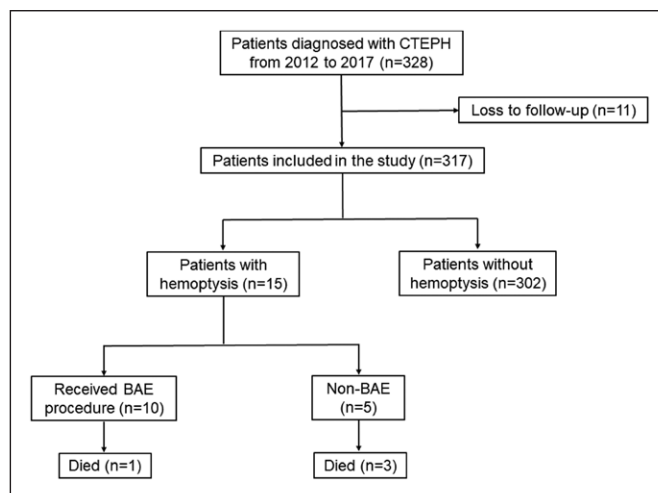 Patients diagnosed with CTEPH
from 2012 to 2017 (n=328)
Loss to follow-up (n=11)
Patients included in the study (n=317)
Patients with
hemoptysis (n=15)
Patients without
hemoptysis (n=302)
Received BAE
procedure (n=10)
Non-BAE
(n=5)
Died (n=1)
Died (n=3)